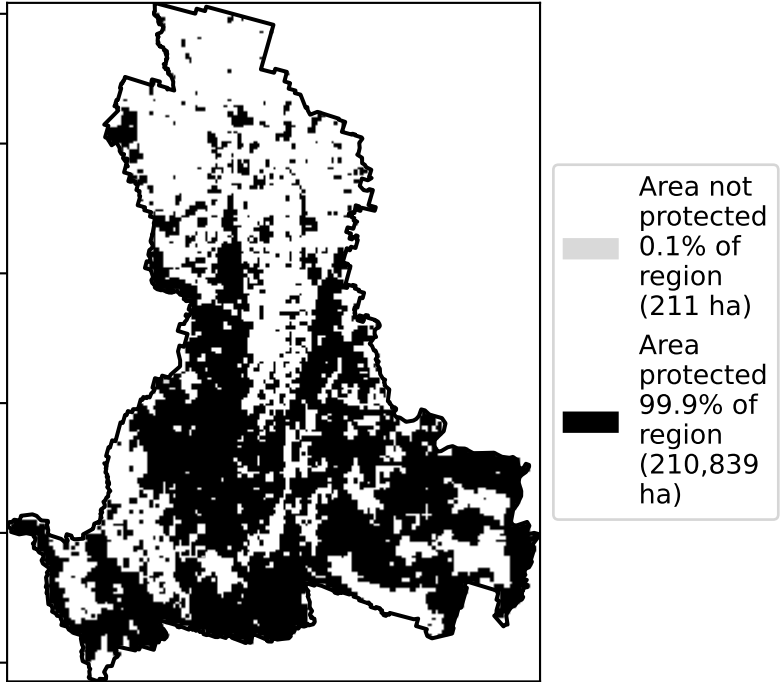 Area not
protected
0.1% of
region
(211 ha)
Area
protected
99.9% of
region
(210,839
ha)